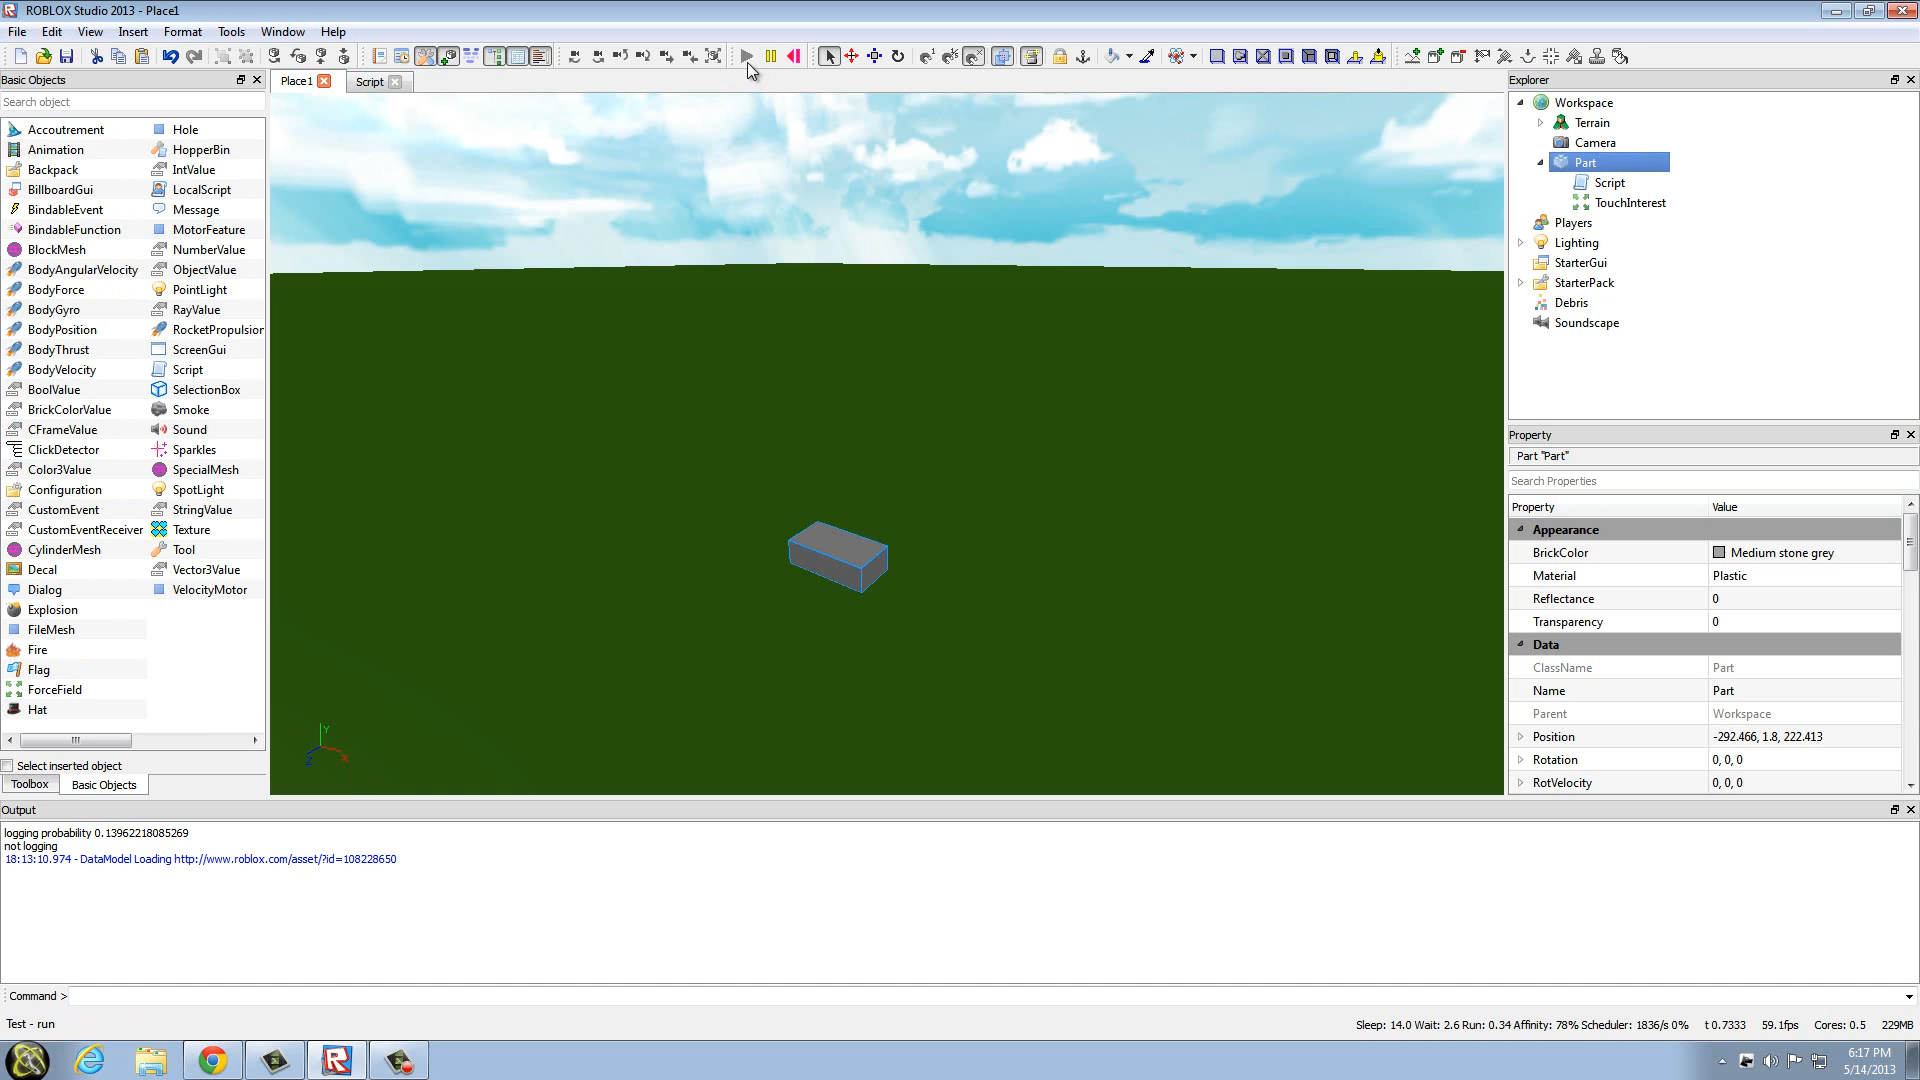 ROBLOX Studio 2013 - Place1
File Edit View Insert Format Tools Window Help
Basic Objects
Search object
Accoutrement Hole
Animation HopperBin
Backpack IntValue
BillboardGui LocalScript
BindableEvent Message
BindableFunction MotorFeature
BlockMesh NumberValue
BodyAngularVelocity ObjectValue
BodyForce PointLight
BodyGyro RayValue
BodyPosition RocketPropulsion
BodyThrust ScreenGui
BodyVelocity Script
BoolValue SelectionBox
BrickColorValue Smoke
CFrameValue Sound
ClickDetector Sparkles
Color3Value SpecialMesh
Configuration SpotLight
CustomEvent StringValue
CustomEventReceiver Texture
CylinderMesh Tool
Decal Vector3Value
Dialog VelocityMotor
Explosion
FileMesh
Fire
Flag
ForceField
Hat
Select inserted object
Toolbox Basic Objects
Place1 Script
Y
Z X
Explorer
Workspace
Terrain
Camera
Part
Script
TouchInterest
Players
Lighting
StarterGui
StarterPack
Debris
Soundscape
Property
Part "Part"
Search Properties
Property Value
Appearance
BrickColor Medium stone grey
Material Plastic
Reflectance 0
Transparency 0
Data
ClassName Part
Name Part
Parent Workspace
Position -292.466, 1.8, 222.413
Rotation 0, 0, 0
RotVelocity 0, 0, 0
Output
logging probability 0.13962218085269
not logging
18:13:10.974 - DataModel Loading http://www.roblox.com/asset/?id=108228650
Command >
Test - run
Sleep: 14.0 Wait: 2.6 Run: 0.34 Affinity: 78% Scheduler: 1836/s 0% t 0.7333 59.1fps Cores: 0.5 229MB
6:17 PM
5/14/2013